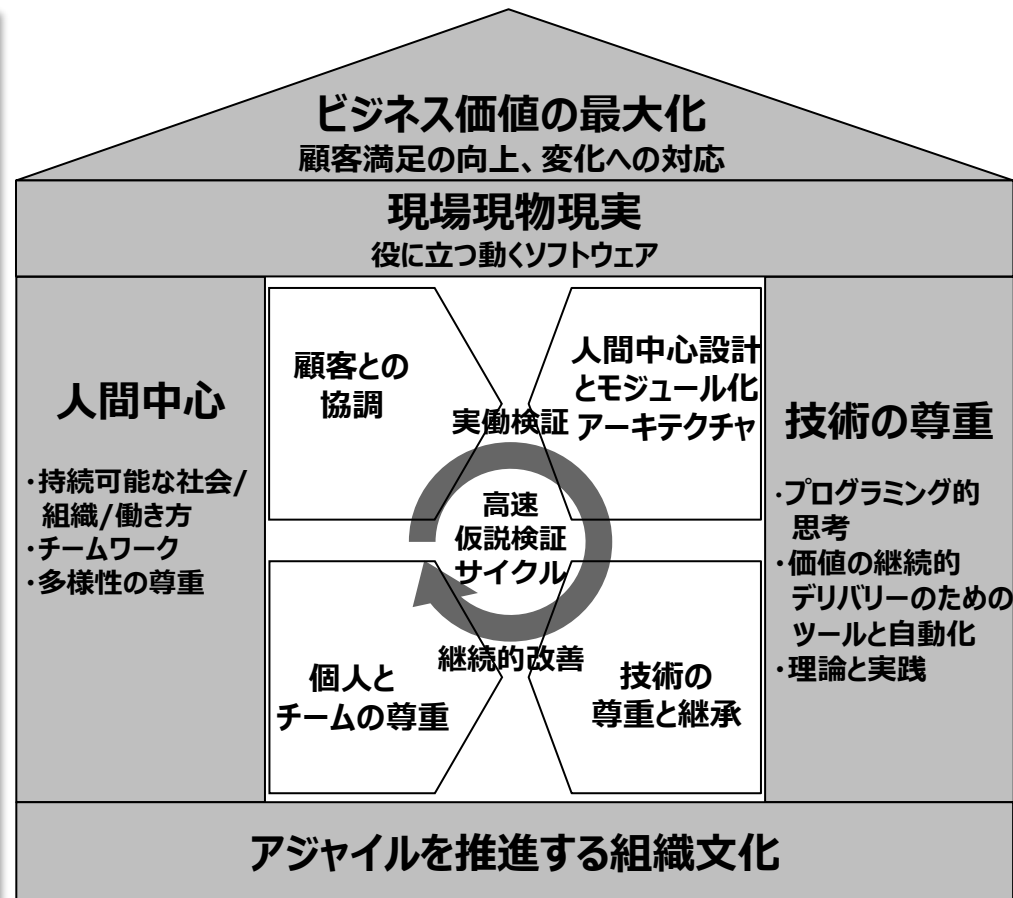 ビジネス価値の最大化
顧客満足の向上、変化への対応
現場現物現実
役に立つ動くソフトウェア
人間中心
・持続可能な社会/
組織/働き方
・チームワーク
・多様性の尊重
顧客との
協調
人間中心設計
とモジュール化
アーキテクチャ
実働検証
高速
仮説検証
サイクル
継続的改善
個人と
チームの尊重
技術の
尊重と継承
技術の尊重
・プログラミング的
思考
・価値の継続的
デリバリーのための
ツールと自動化
・理論と実践
アジャイルを推進する組織文化